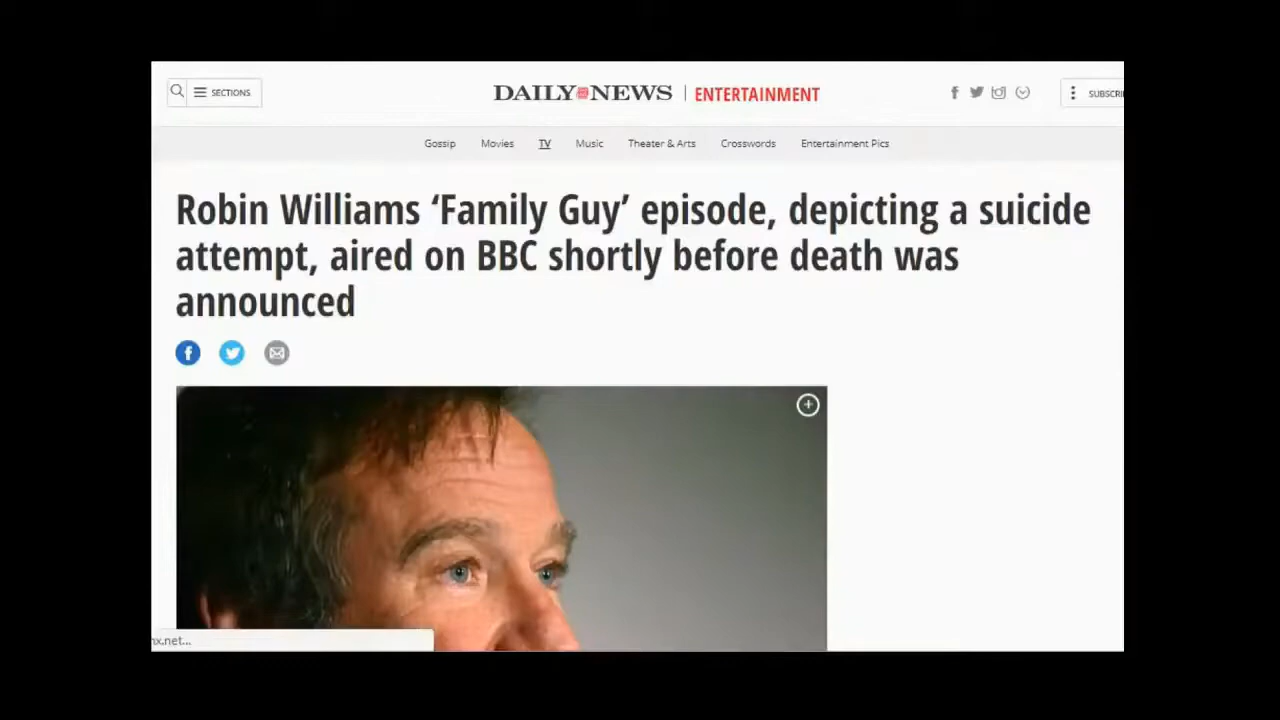 SECTIONS
DAILY NEWS | ENTERTAINMENT
SUBSCRI
Gossip Movies TV Music Theater & Arts Crosswords Entertainment Pics
Robin Williams ‘Family Guy’ episode, depicting a suicide
attempt, aired on BBC shortly before death was
announced
nx.net...